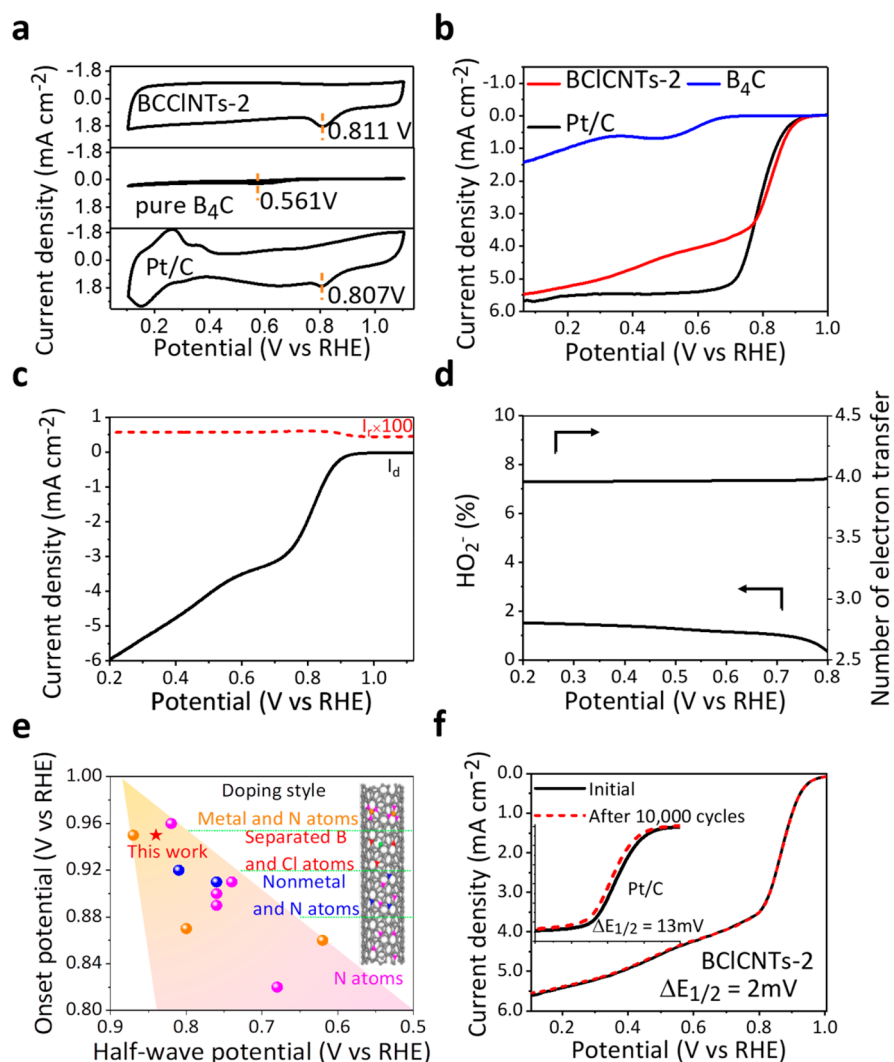 a
-1.8
0.0
1.8
-1.8
0.0
1.8
-1.8
0.0
1.8
BCClNTs-2
0.811 V
pure B₄C
0.561V
Pt/C
0.807V
0.2 0.4 0.6 0.8 1.0
Potential (V vs RHE)
Current density (mA cm⁻²)
b
-1.0
0.0
1.0
2.0
3.0
4.0
5.0
6.0
BClCNTs-2 B₄C
Pt/C
0.2 0.4 0.6 0.8 1.0
Potential (V vs RHE)
Current density (mA cm⁻²)
c
1
0
-1
-2
-3
-4
-5
-6
Iᵣ×100
I_d
0.2 0.4 0.6 0.8 1.0
Potential (V vs RHE)
Current density (mA cm⁻²)
d
10
8
6
4
2
0
4.5
4.0
3.5
3.0
2.5
0.2 0.3 0.4 0.5 0.6 0.7 0.8
Potential (V vs RHE)
HO₂⁻ (%)
Number of electron transfer
e
1.00
0.96
0.92
0.88
0.84
0.80
Doping style
Metal and N atoms
Separated B
and Cl atoms
This work
Nonmetal
and N atoms
N atoms
0.9 0.8 0.7 0.6 0.5
Half-wave potential (V vs RHE)
Onset potential (V vs RHE)
f
0.0
1.0
2.0
3.0
4.0
5.0
6.0
Initial
After 10,000 cycles
Pt/C
ΔE₁/₂ = 13mV
BClCNTs-2
ΔE₁/₂ = 2mV
0.2 0.4 0.6 0.8 1.0
Potential (V vs RHE)
Current density (mA cm⁻²)